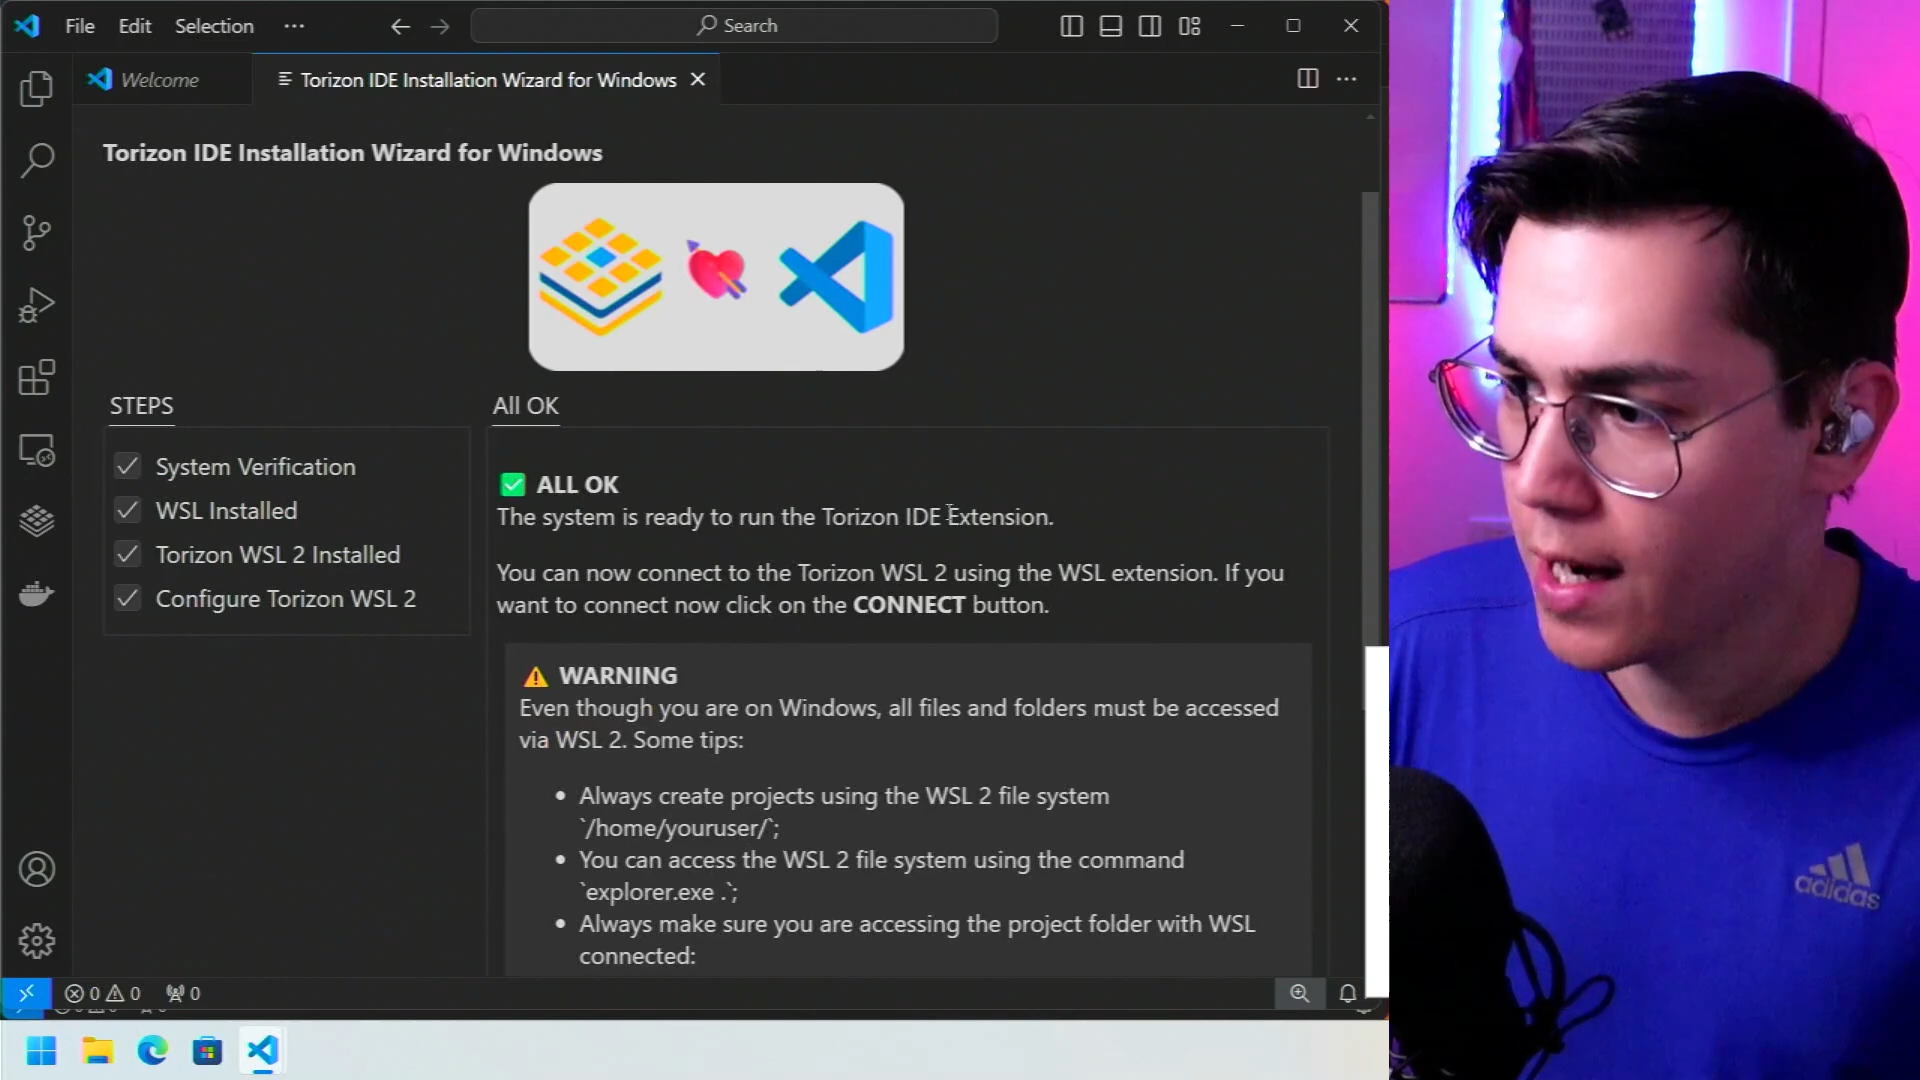 File Edit Selection ··· Search
Welcome Torizon IDE Installation Wizard for Windows
Torizon IDE Installation Wizard for Windows
STEPS
System Verification
WSL Installed
Torizon WSL 2 Installed
Configure Torizon WSL 2
All OK
ALL OK
The system is ready to run the Torizon IDE Extension.
You can now connect to the Torizon WSL 2 using the WSL extension. If you
want to connect now click on the CONNECT button.
WARNING
Even though you are on Windows, all files and folders must be accessed
via WSL 2. Some tips:
• Always create projects using the WSL 2 file system
`/home/youruser/`;
• You can access the WSL 2 file system using the command
`explorer.exe .`;
• Always make sure you are accessing the project folder with WSL
connected:
0 0 0
adidas